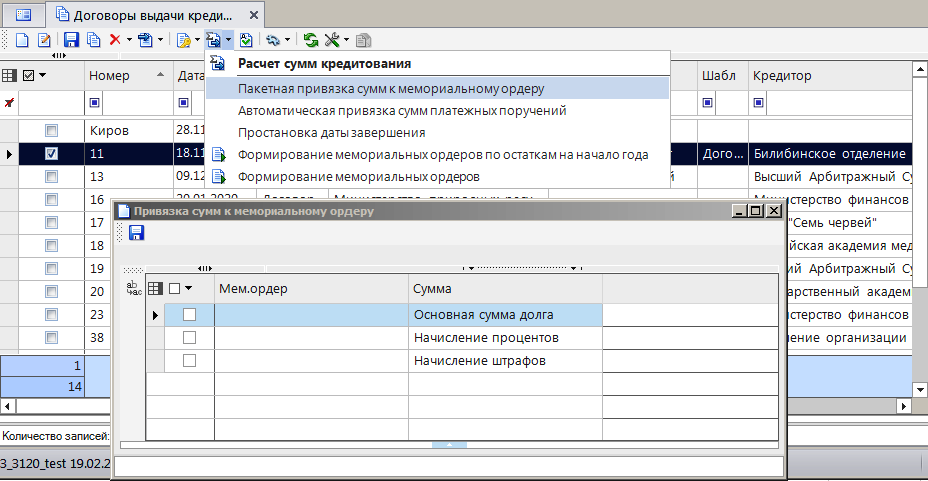 Договоры выдачи креди...
Расчет сумм кредитования
Номер
Дата
Пакетная привязка сумм к мемориальному ордеру
Шабл
Кредитор
Автоматическая привязка сумм платежных поручений
Киров
28.11
Простановка даты завершения
11
18.11
Формирование мемориальных ордеров по остаткам на начало года
Дого...
Билибинское отделение
13
09.12
Формирование мемориальных ордеров
й
Высший Арбитражный Су
16
20.01.2020
Договор
Министерство природных ресу
Министерство финансов
Привязка сумм к мемориальному ордеру
17
"Семь червей"
18
йская академия мед
19
ий Арбитражный Су
Мем.ордер
Сумма
20
арственный академ
23
Основная сумма долга
истерство финансов
38
Начисление процентов
ение организации
1
Начисление штрафов
14
Количество записей:
3_3120_test 19.02.2